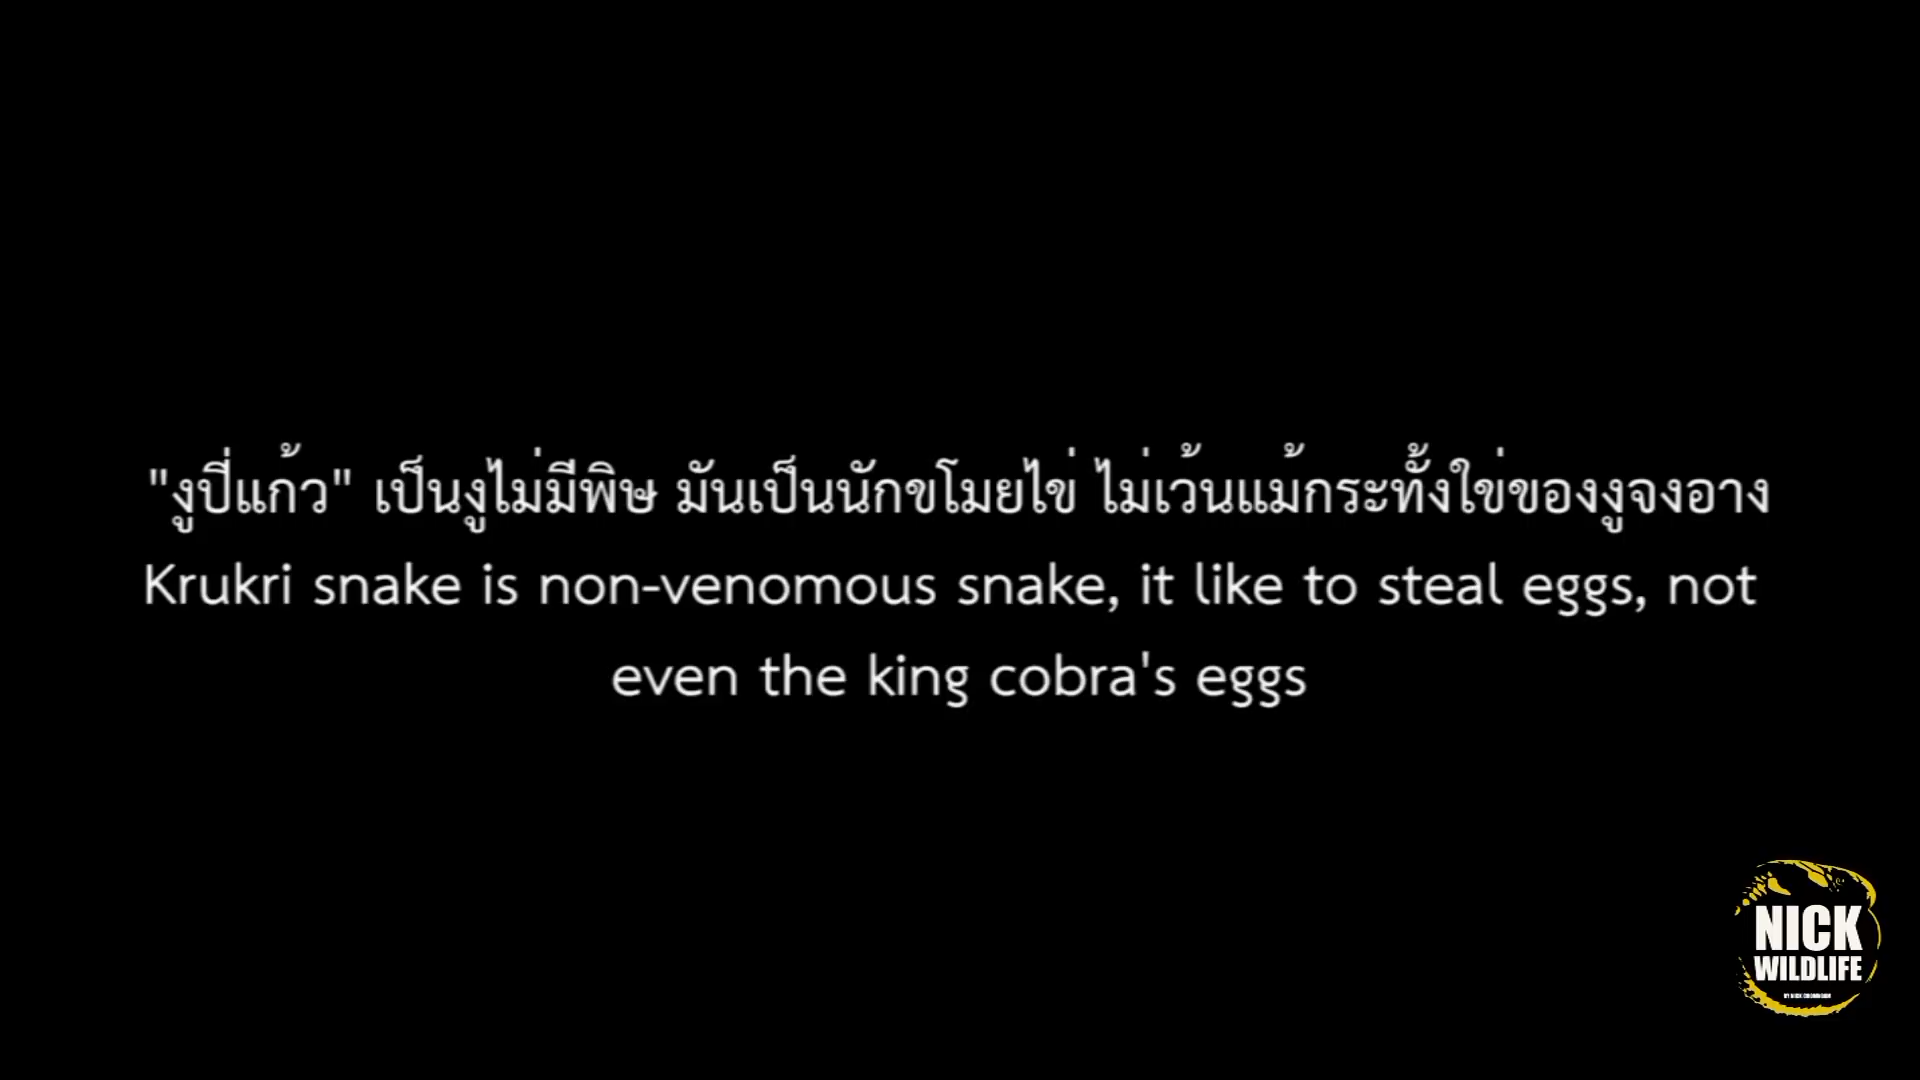 "งูปี่แก้ว" เป็นงูไม่มีพิษ มันเป็นนักขโมยไข่ ไม่เว้นแม้กระทั้งใข่ของงูจงอาง
Krukri snake is non-venomous snake, it like to steal eggs, not
even the king cobra's eggs
NICK
WILDLIFE